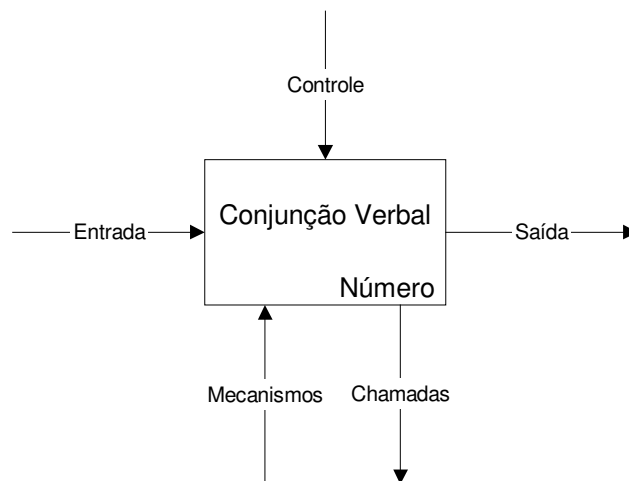 Controle
Conjunção Verbal
Entrada
Saída
Número
Mecanismos
Chamadas